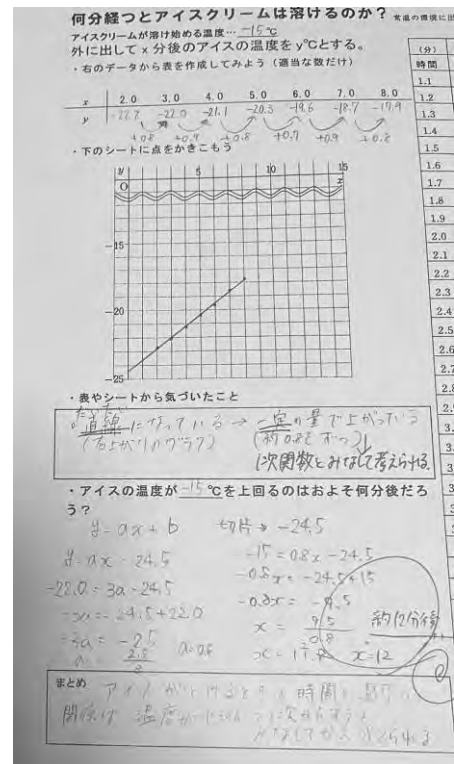 何分経つとアイスクリームは溶けるのか？
アイスクリームが溶け始める温度…-15℃
外に出して x 分後のアイスの温度を y℃とする。
・右のデータから表を作成してみよう（適当な数だけ）
x 2.0 3.0 4.0 5.0 6.0 7.0 8.0
y -22.8 -22.0 -21.1 -20.3 -19.6 -18.7 -17.9
+0.8 +0.9 +0.8 +0.7 +0.9 +0.8
・下のシートに点をかきこもう
y 5 10 15
O x
-15
-20
-25
・表やシートから気づいたこと
直線になっている → 一定の量で上がっている
(右上がりのグラフ) (約0.8ずつ)
1次関数とみなして考えられる
・アイスの温度が -15 ℃を上回るのはおよそ何分後だろ
う？
y=ax+b 切片→ -24.5
y=ax-24.5 -15=0.8x-24.5
-22.0=3a-24.5 -0.8x=-24.5+15
-3a=-24.5+22.0 -0.8x=-9.5
-3a=-2.5 x=9.5/0.8 約12分後
x=12
まとめ
(分)
時間
1.1
1.2
1.3
1.4
1.5
1.6
1.7
1.8
1.9
2.0
2.1
2.2
2.3
2.4
2.5
2.6